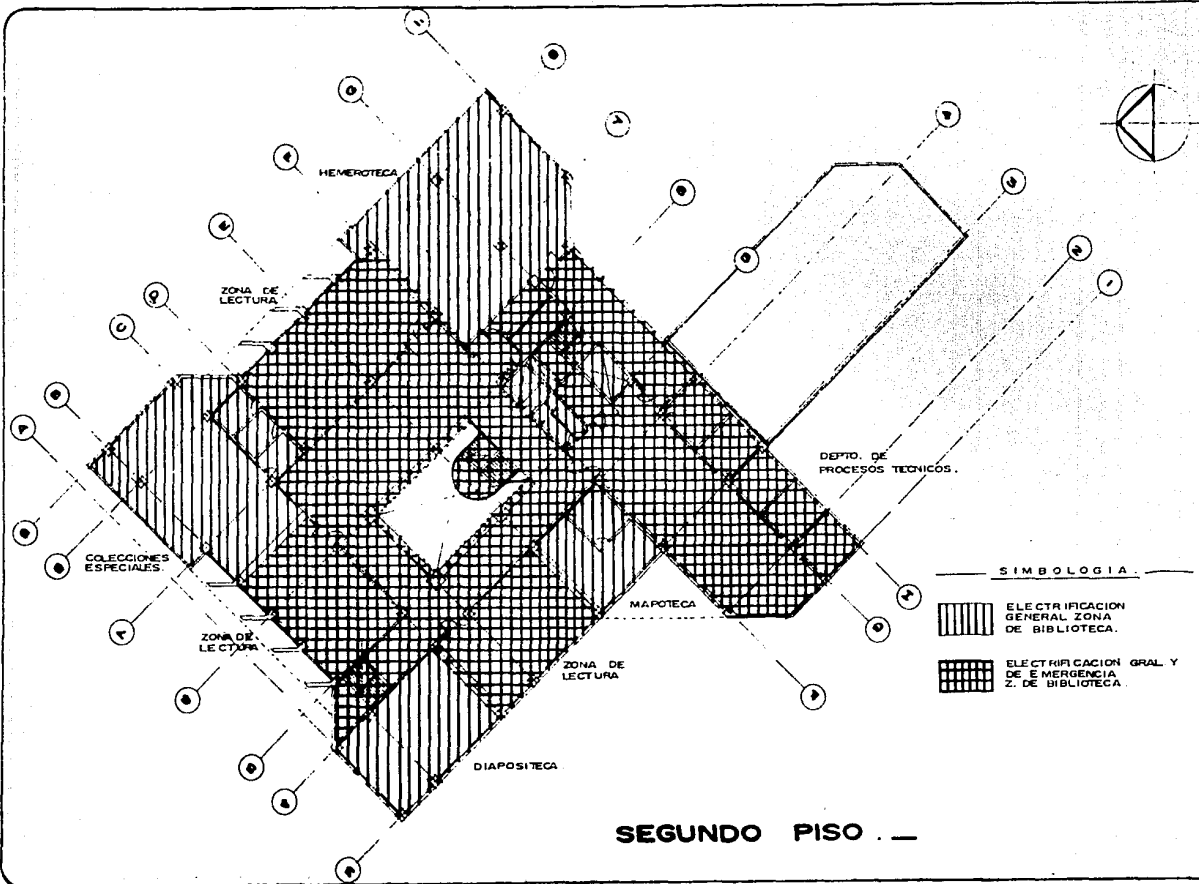 HEMEROTECA
ZONA DE
LECTURA.
DEPTO. DE
PROCESOS TECNICOS.
COLECCIONES
ESPECIALES.
ZONA DE
LECTURA
MAPOTECA
ZONA DE
LECTURA
DIAPOSITECA
SIMBOLOGIA.
ELECTRIFICACION
GENERAL ZONA
DE BIBLIOTECA.
ELECTRIFICACION GRAL. Y
DE EMERGENCIA
Z. DE BIBLIOTECA.
SEGUNDO PISO.